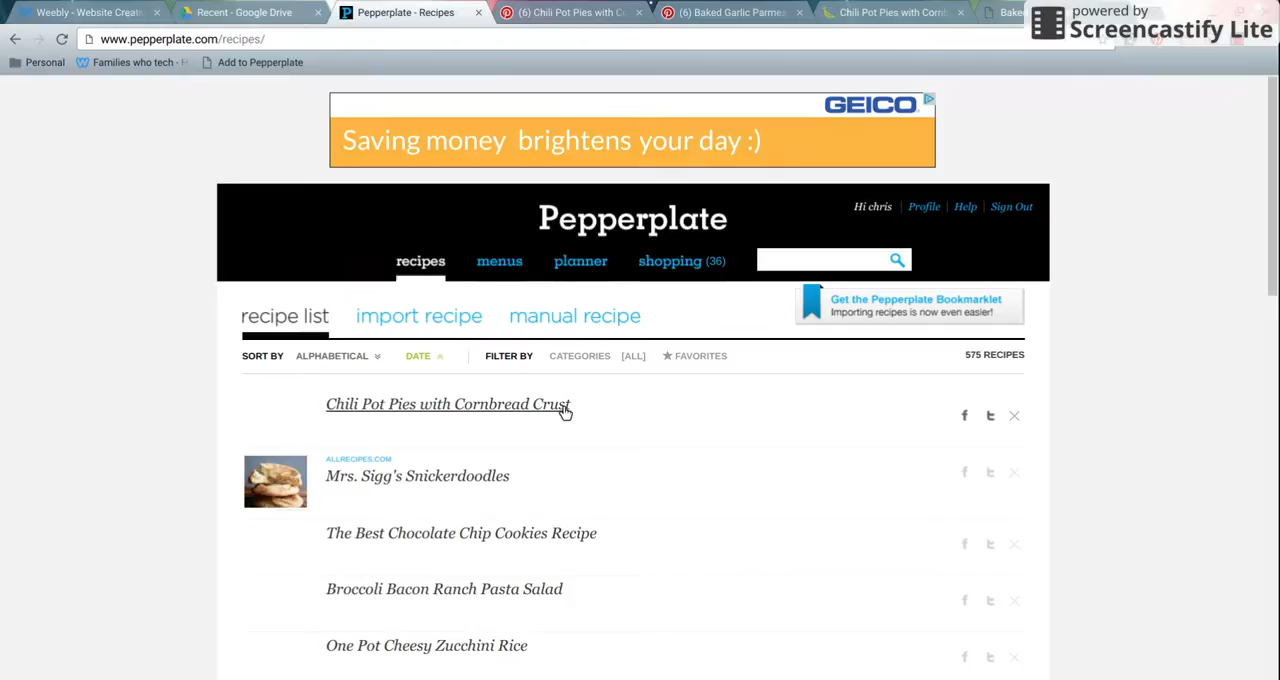 Weebly - Website Creat
Recent - Google Drive
Pepperplate - Recipes
(6) Chili Pot Pies with C
(6) Baked Garlic Parmes
Chili Pot Pies with Corn
Bake
powered by
Screencastify Lite
www.pepperplate.com/recipes/
Personal
Families who tech - H
Add to Pepperplate
GEICO
Saving money brightens your day :)
Hi chris | Profile | Help | Sign Out
Pepperplate
recipes menus planner shopping (36)
Get the Pepperplate Bookmarklet
Importing recipes is now even easier!
recipe list import recipe manual recipe
SORT BY ALPHABETICAL DATE FILTER BY CATEGORIES [ALL] FAVORITES 575 RECIPES
Chili Pot Pies with Cornbread Crust
ALLRECIPES.COM
Mrs. Sigg's Snickerdoodles
The Best Chocolate Chip Cookies Recipe
Broccoli Bacon Ranch Pasta Salad
One Pot Cheesy Zucchini Rice